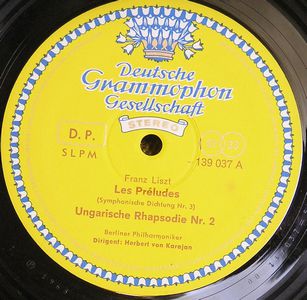 Deutsche
Grammophon
Gesellschaft
STEREO
D. P.
SLPM
33
139 037 A
Franz Liszt
Les Préludes
(Symphonische Dichtung Nr. 3)
Ungarische Rhapsodie Nr. 2
Berliner Philharmoniker
Dirigent: Herbert von Karajan